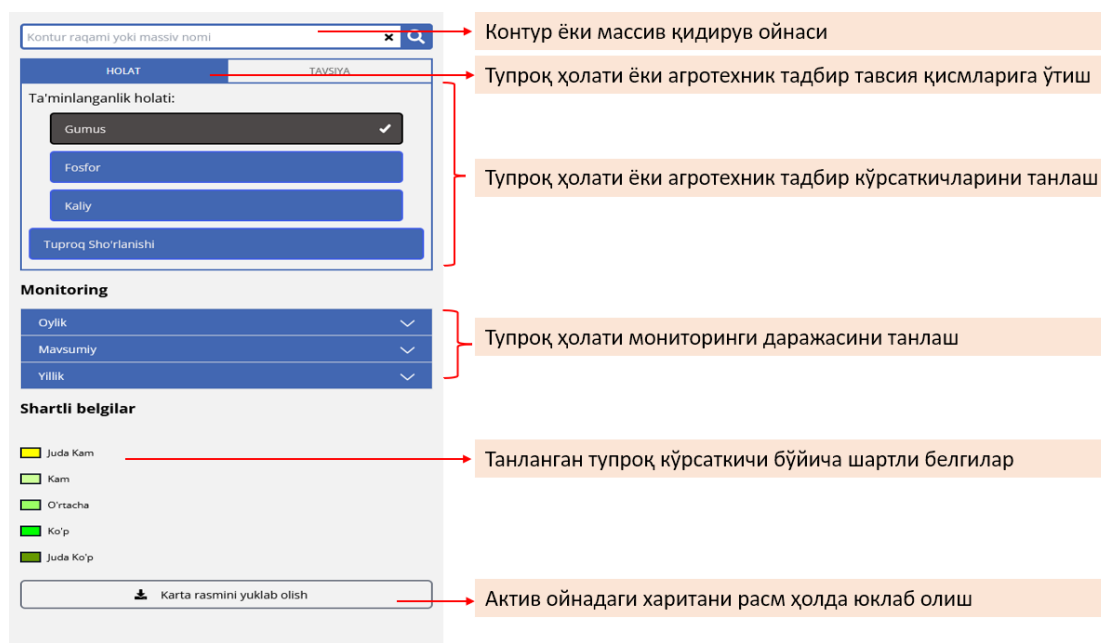 Kontur raqami yoki massiv nomi
Контур ёки массив қидирув ойнаси
HOLAT
TAVSIYA
Тупроқ ҳолати ёки агротехник тадбир тавсия қисмларига ўтиш
Ta'minlanganlik holati:
Gumus
Fosfor
Kaliy
Tuproq Sho'rlanishi
Тупроқ ҳолати ёки агротехник тадбир кўрсаткичларини танлаш
Monitoring
Oylik
Mavsumiy
Yillik
Тупроқ ҳолати мониторинги даражасини танлаш
Shartli belgilar
Juda Kam
Kam
O'rtacha
Ko'p
Juda Ko'p
Танланган тупроқ кўрсаткичи бўйича шартли белгилар
Karta rasmini yuklab olish
Актив ойнадаги харитани расм ҳолда юклаб олиш